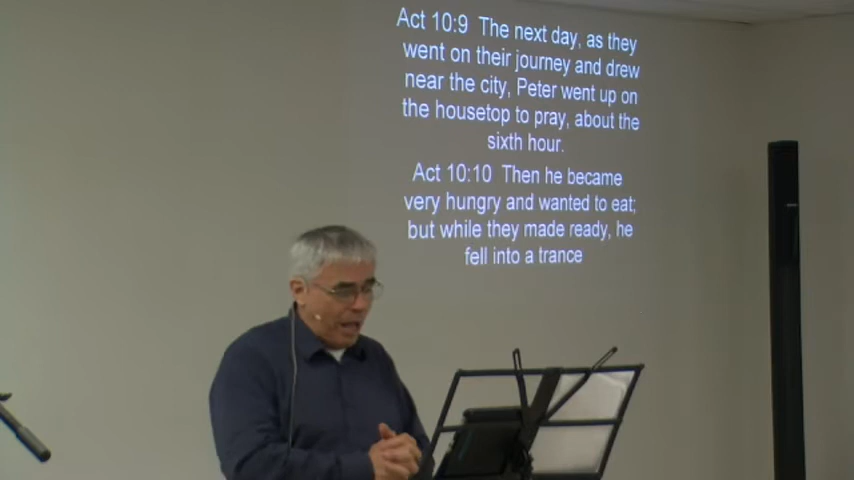 Act 10:9 The next day, as they
went on their journey and drew
near the city, Peter went up on
the housetop to pray, about the
sixth hour.
Act 10:10 Then he became
very hungry and wanted to eat;
but while they made ready, he
fell into a trance